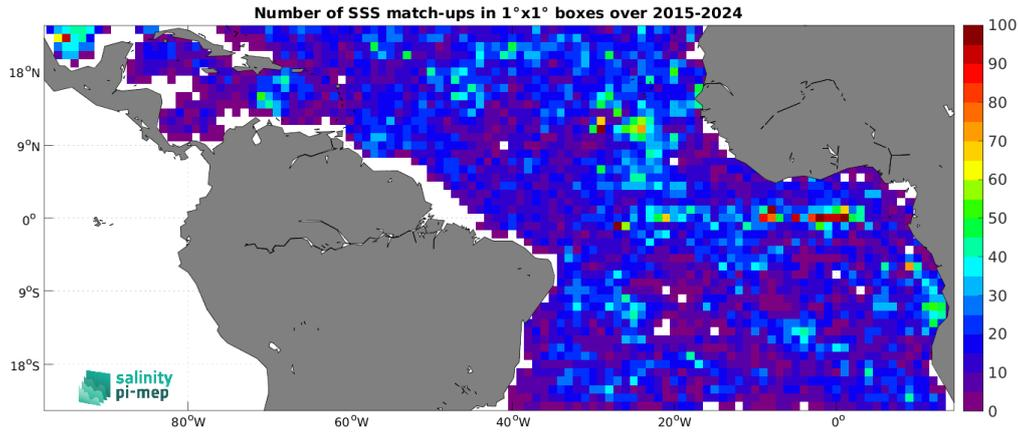 Number of SSS match-ups in 1°x1° boxes over 2015-2024
100
90
80
70
60
50
40
30
20
10
0
18°N
9°N
0°
9°S
18°S
80°W
60°W
40°W
20°W
0°
salinity
pi-mep